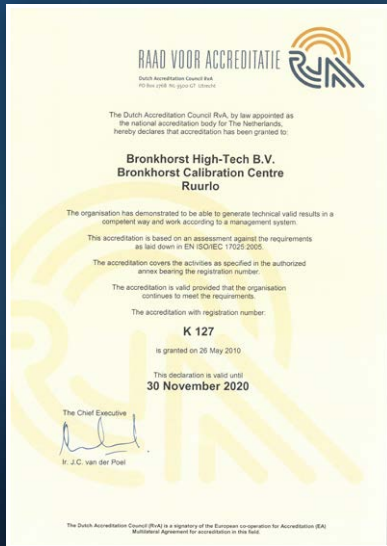 RAAD VOOR ACCREDITATIE
RvA
Dutch Accreditation Council RvA
PO Box 2768 NL-3500 GT Utrecht
The Dutch Accreditation Council RvA, by law appointed as
the national accreditation body for The Netherlands,
hereby declares that accreditation has been granted to:
Bronkhorst High-Tech B.V.
Bronkhorst Calibration Centre
Ruurlo
The organisation has demonstrated to be able to generate technical valid results in a
competent way and work according to a management system.
This accreditation is based on an assessment against the requirements
as laid down in EN ISO/IEC 17025:2005.
The accreditation covers the activities as specified in the authorized
annex bearing the registration number.
The accreditation is valid provided that the organisation
continues to meet the requirements.
The accreditation with registration number:
K 127
is granted on 26 May 2010
This declaration is valid until
30 November 2020
The Chief Executive
Ir. J.C. van der Poel
The Dutch Accreditation Council (RvA) is a signatory of the European co-operation for Accreditation (EA)
Multilateral Agreement for accreditation in this field.